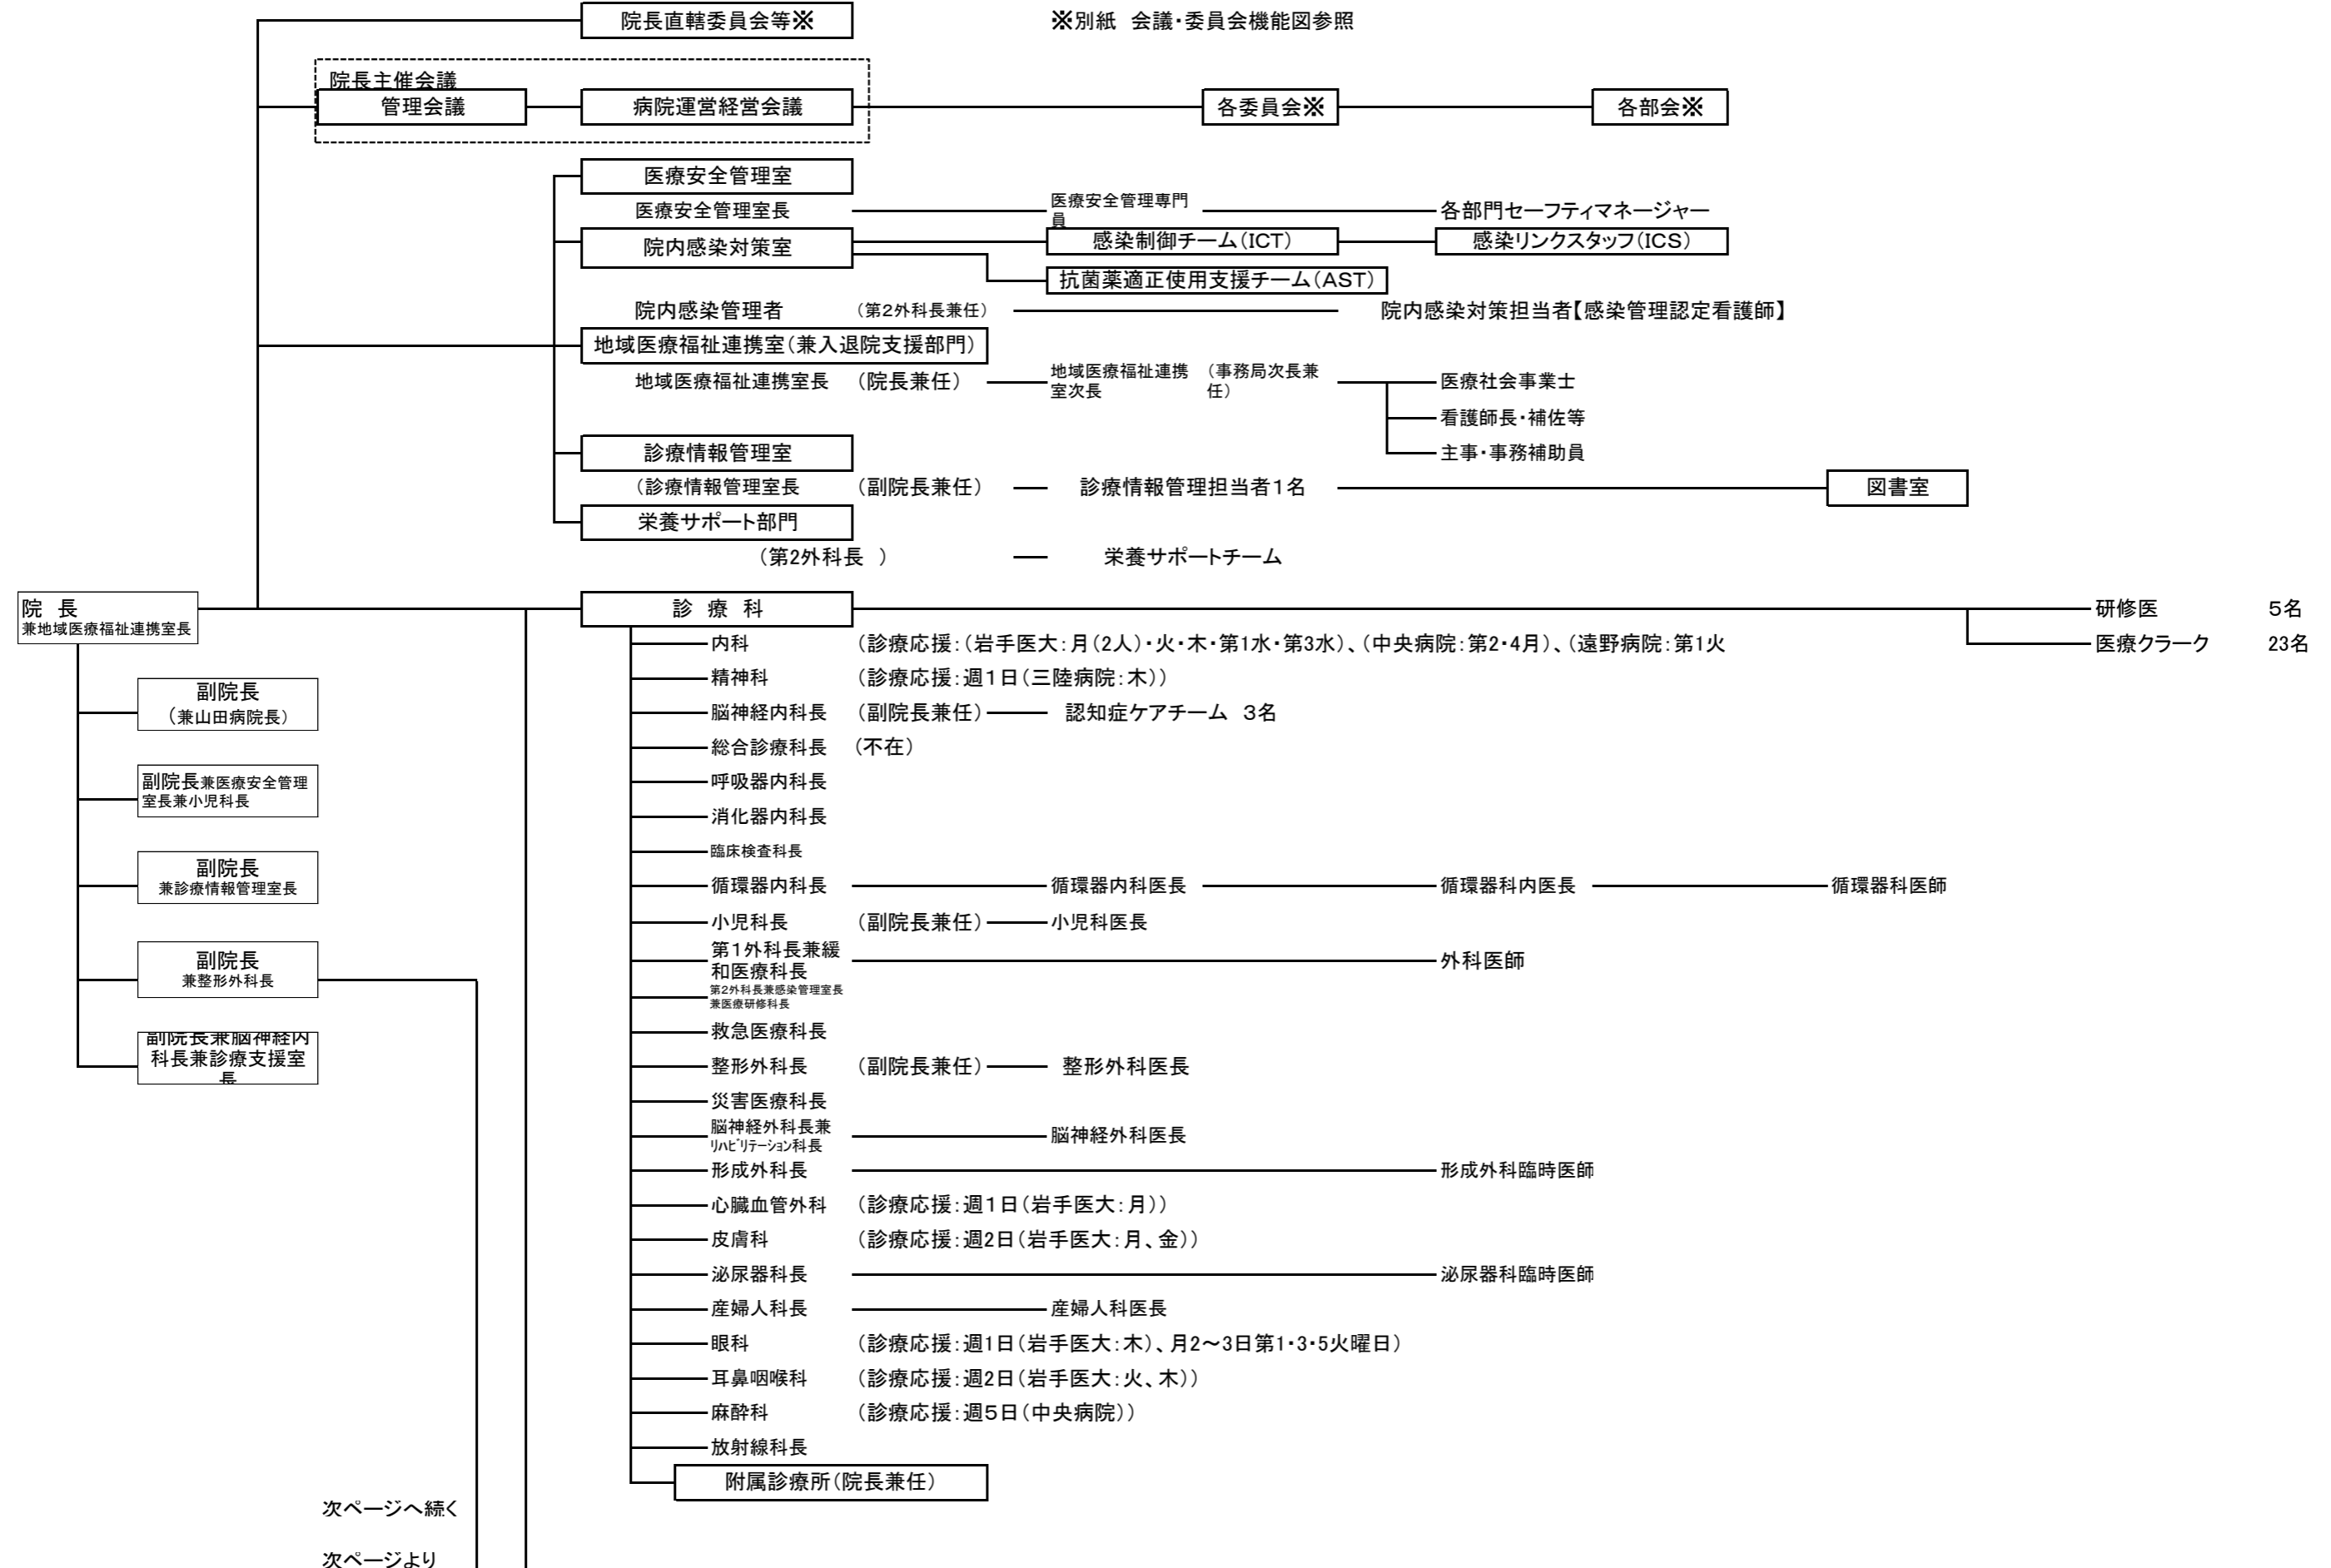 院長直轄委員会等※　※別紙　会議・委員会機能図参照
院長主催会議
管理会議　病院運営経営会議　各委員会※　各部会※
医療安全管理室
医療安全管理室長　医療安全管理専門員　各部門セーフティマネージャー
院内感染対策室　感染制御チーム（ICT）　感染リンクスタッフ（ICS）
抗菌薬適正使用支援チーム（AST）
院内感染管理者　（第２外科長兼任）　院内感染対策担当者【感染管理認定看護師】
地域医療福祉連携室（兼入退院支援部門）
地域医療福祉連携室長　（院長兼任）　地域医療福祉連携室次長　（事務局次長兼任）　医療社会事業士
看護師長・補佐等
診療情報管理室　主事・事務補助員
（診療情報管理室長　（副院長兼任）　診療情報管理担当者１名　図書室
栄養サポート部門
（第2外科長　）　栄養サポートチーム
院　長
兼地域医療福祉連携室長
診　療　科　研修医　５名
内科　（診療応援：（岩手医大：月（2人）・火・木・第1水・第3水）、（中央病院：第2・4月）、（遠野病院：第1火　医療クラーク　23名
精神科　（診療応援：週１日（三陸病院：木））
副院長
（兼山田病院長）
脳神経内科長　（副院長兼任）　認知症ケアチーム　３名
総合診療科長　（不在）
副院長兼医療安全管理
室長兼小児科長
呼吸器内科長
消化器内科長
臨床検査科長
副院長
兼診療情報管理室長
循環器内科長　循環器内科医長　循環器科内医長　循環器科医師
小児科長　（副院長兼任）　小児科医長
第１外科長兼緩
和医療科長　外科医師
副院長
兼整形外科長
第２外科長兼感染管理室長
兼医療研修科長
救急医療科長
副院長兼脳神経内
科長兼診療支援室
長
整形外科長　（副院長兼任）　整形外科医長
災害医療科長
脳神経外科長兼
ﾘﾊﾋﾞﾘﾃｰｼｮﾝ科長　脳神経外科医長
形成外科長　形成外科臨時医師
心臓血管外科　（診療応援：週１日（岩手医大：月））
皮膚科　（診療応援：週2日（岩手医大：月、金））
泌尿器科長　泌尿器科臨時医師
産婦人科長　産婦人科医長
眼科　（診療応援：週1日（岩手医大：木）、月2～3日第1・3・5火曜日）
耳鼻咽喉科　（診療応援：週2日（岩手医大：火、木））
麻酔科　（診療応援：週５日（中央病院））
放射線科長
附属診療所（院長兼任）
次ページへ続く
次ページより